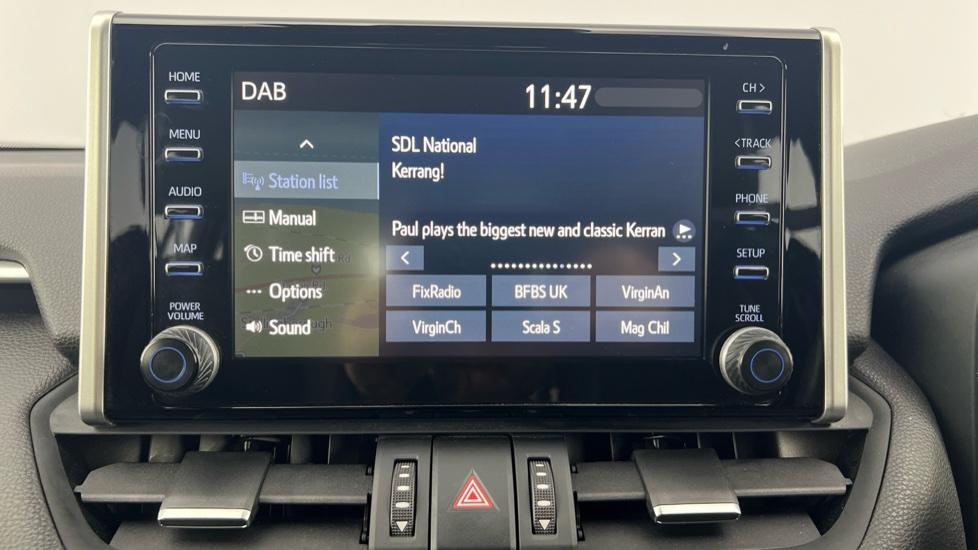 DAB
11:47
HOME
MENU
AUDIO
MAP
POWER
VOLUME
Station list
Manual
Time shift
Options
Sound
SDL National
Kerrang!
Paul plays the biggest new and classic Kerran
FixRadio
BFBS UK
VirginAn
VirginCh
Scala S
Mag Chil
CH >
< TRACK
PHONE
SETUP
TUNE
SCROLL